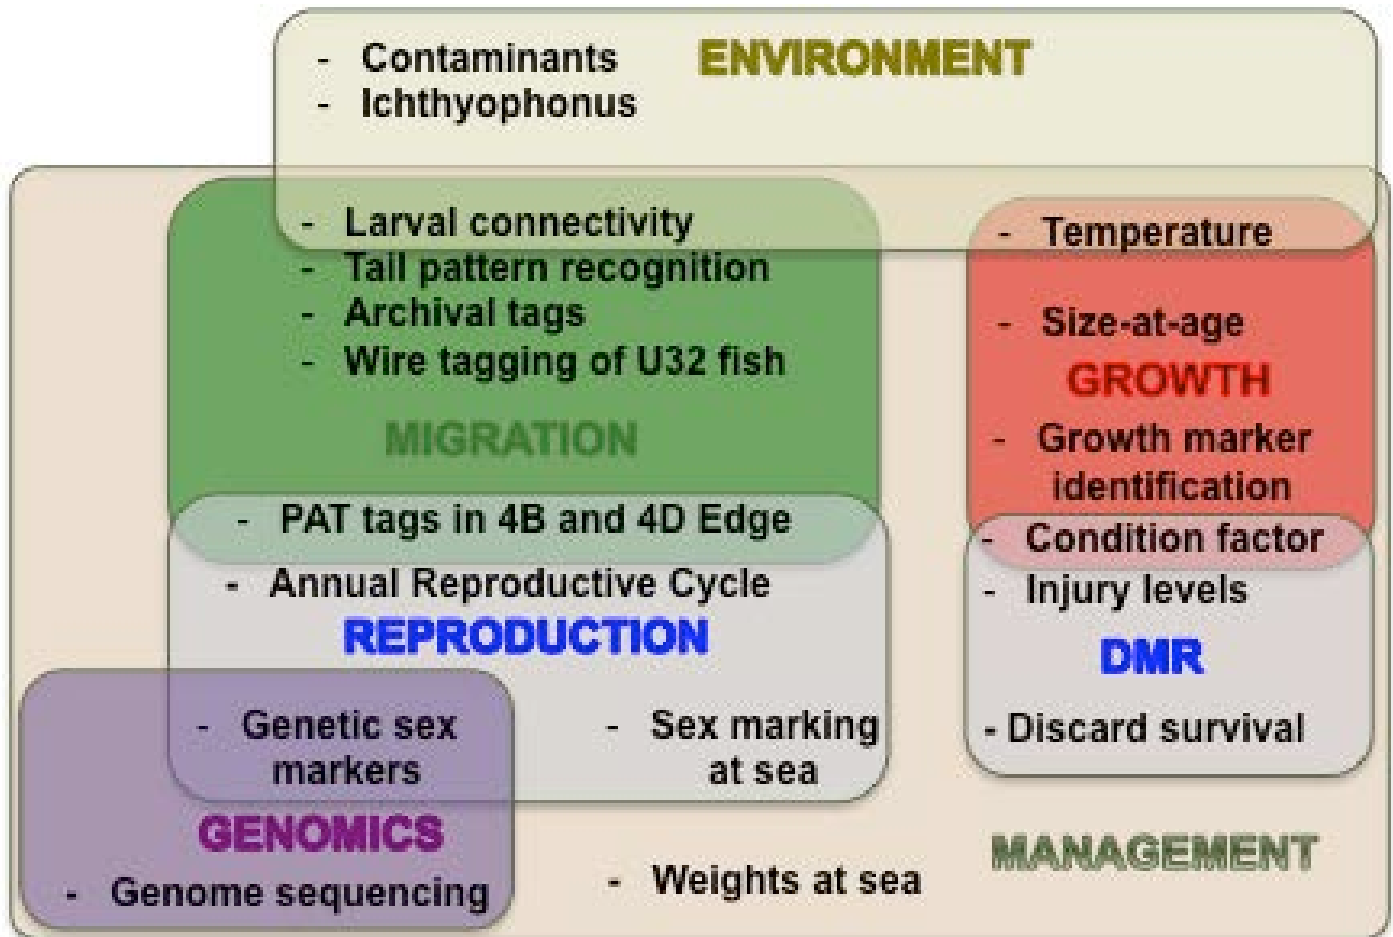 - Contaminants
ENVIRONMENT
- Ichthyophonus
- Larval connectivity
- Tail pattern recognition
- Archival tags
- Wire tagging of U32 fish
MIGRATION
- PAT tags in 4B and 4D Edge
- Annual Reproductive Cycle
REPRODUCTION
- Genetic sex
markers
- Sex marking
at sea
GENOMICS
- Genome sequencing
- Weights at sea
- Temperature
- Size-at-age
GROWTH
- Growth marker
identification
- Condition factor
- Injury levels
DMR
- Discard survival
MANAGEMENT